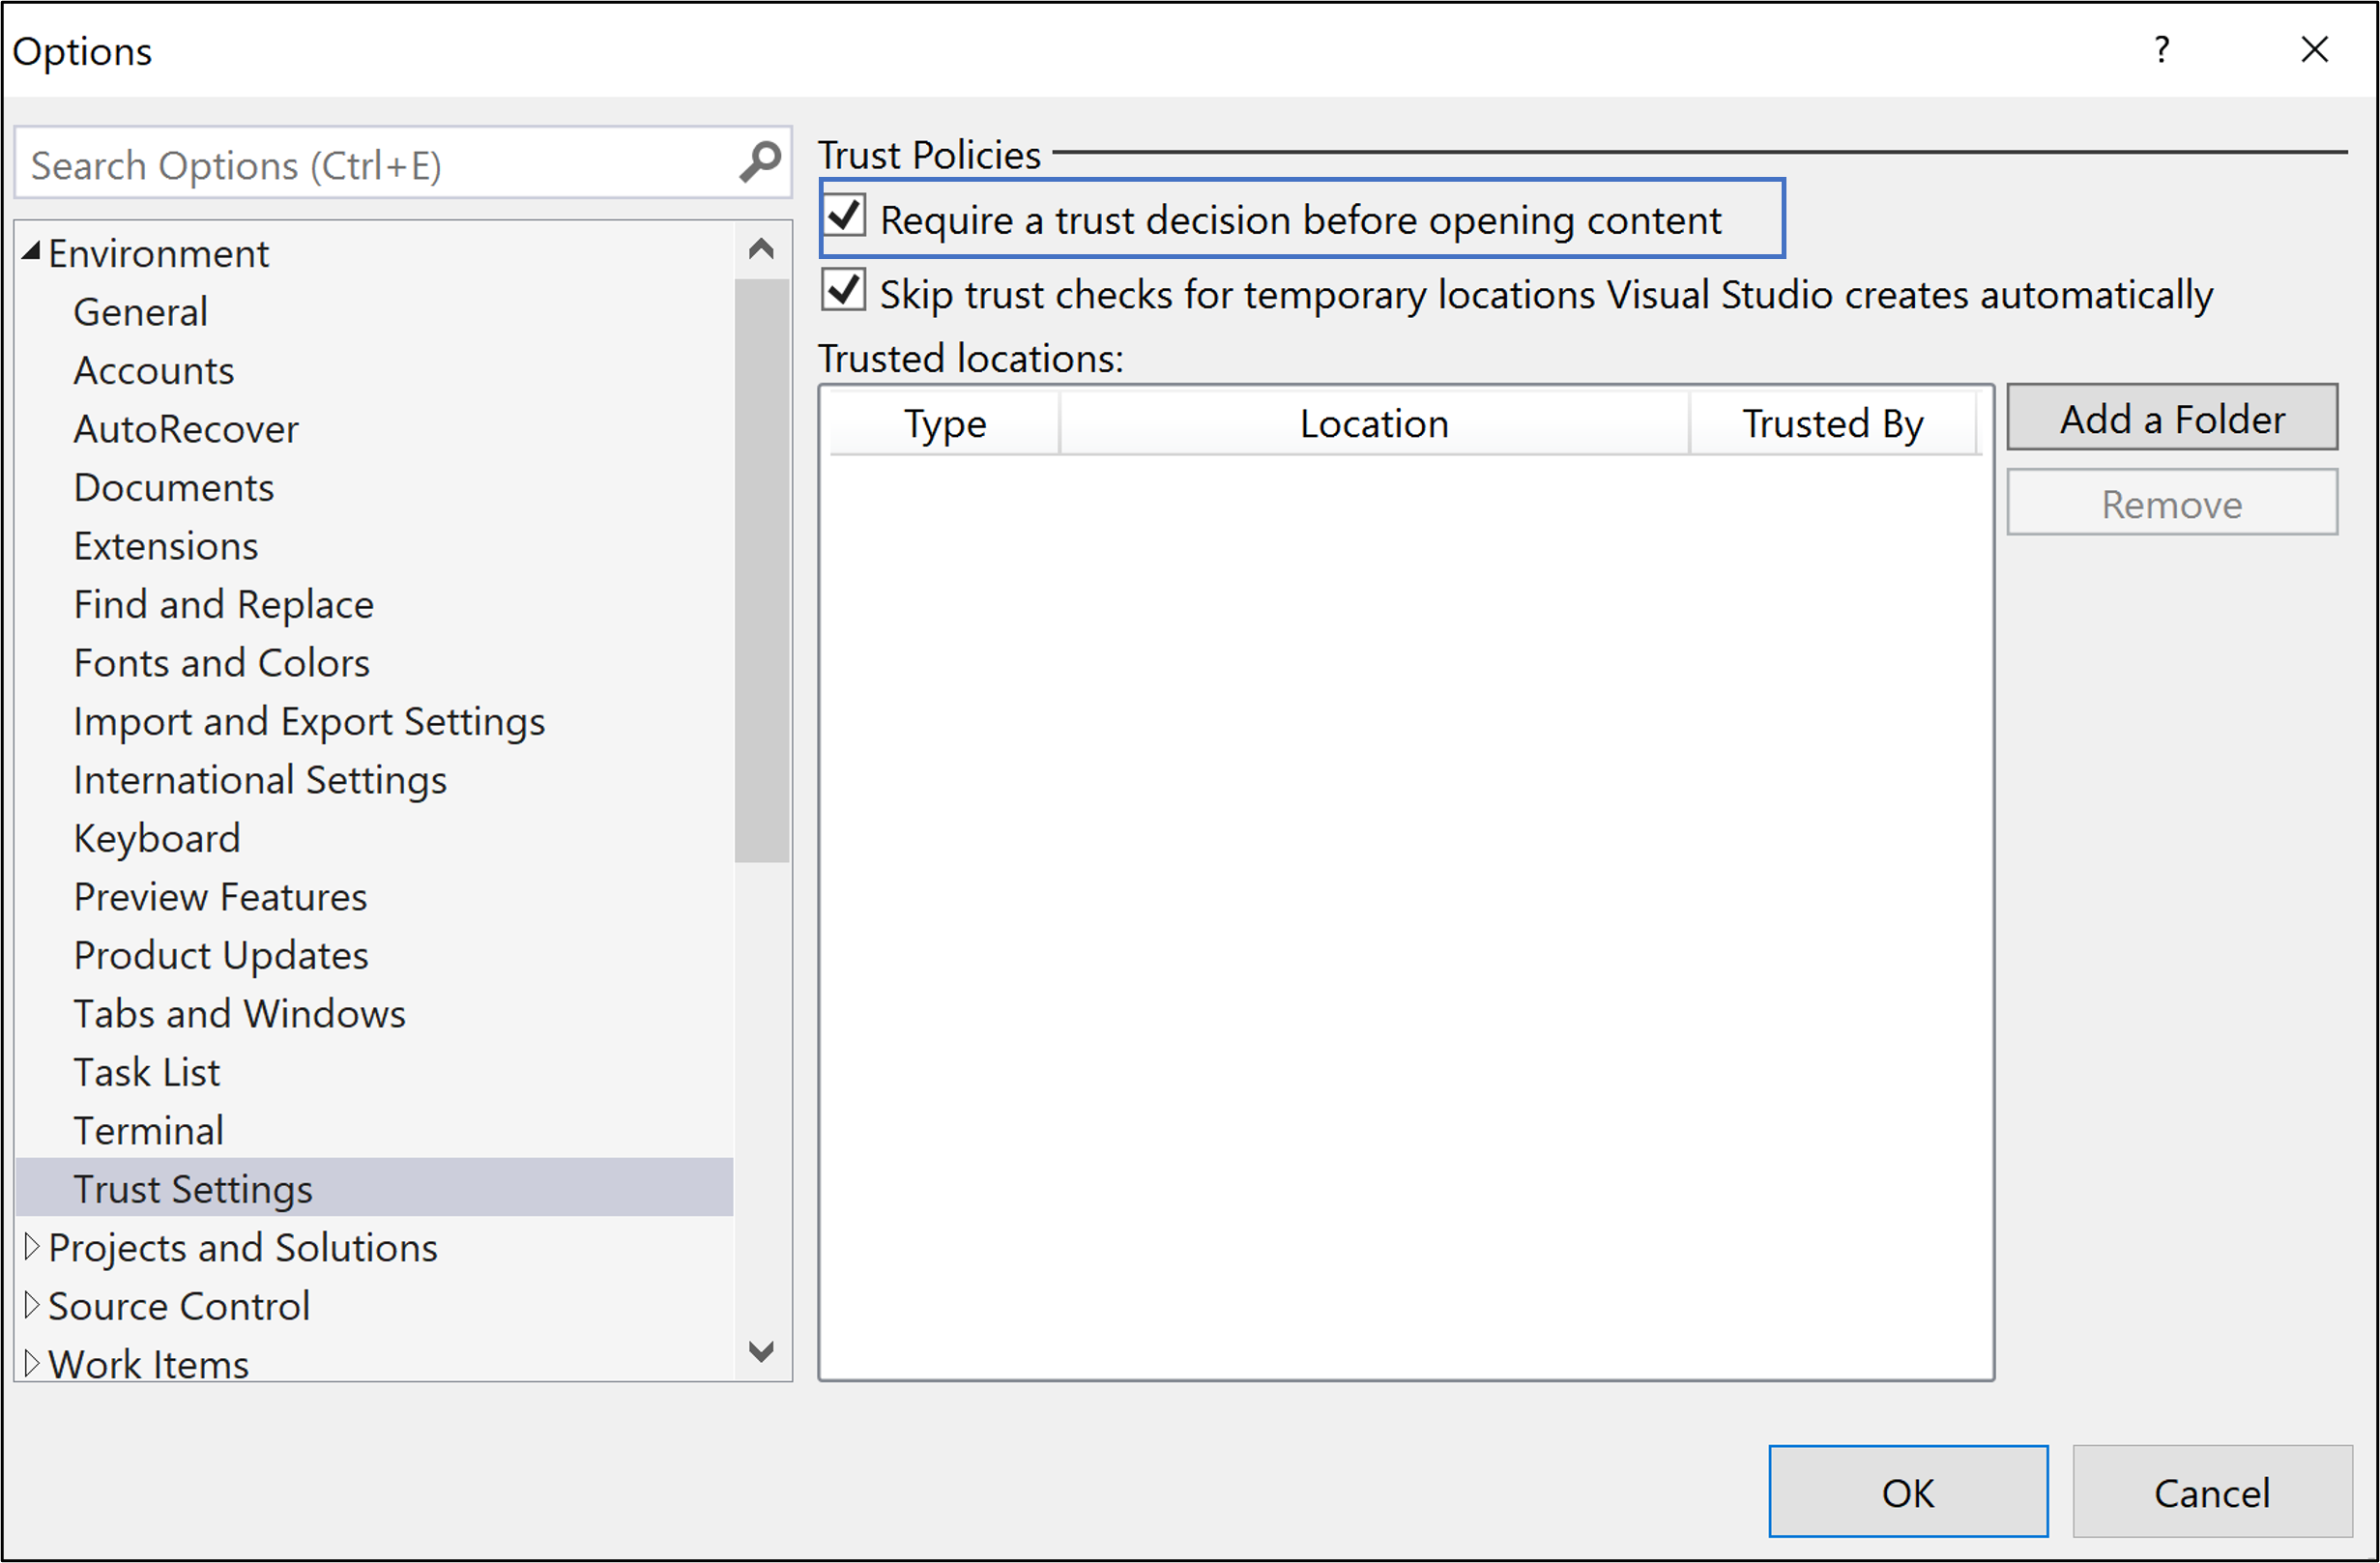 Options
?
Search Options (Ctrl+E)
Environment
General
Accounts
AutoRecover
Documents
Extensions
Find and Replace
Fonts and Colors
Import and Export Settings
International Settings
Keyboard
Preview Features
Product Updates
Tabs and Windows
Task List
Terminal
Trust Settings
Projects and Solutions
Source Control
Work Items
Trust Policies
Require a trust decision before opening content
Skip trust checks for temporary locations Visual Studio creates automatically
Trusted locations:
Type Location Trusted By
Add a Folder
Remove
OK Cancel